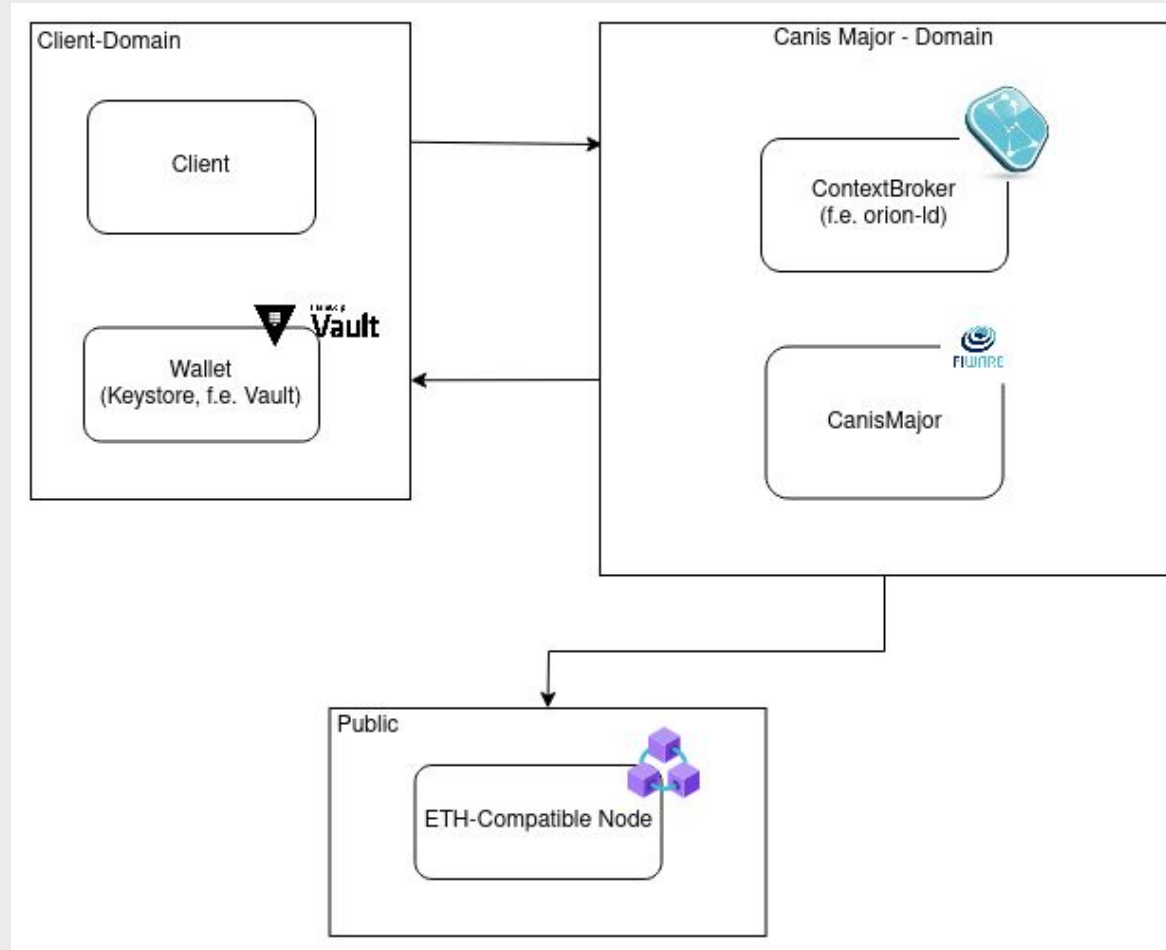 Client-Domain
Canis Major - Domain
Client
ContextBroker
(f.e. orion-ld)
Vault
Wallet
(Keystore, f.e. Vault)
FIWARE
CanisMajor
Public
ETH-Compatible Node